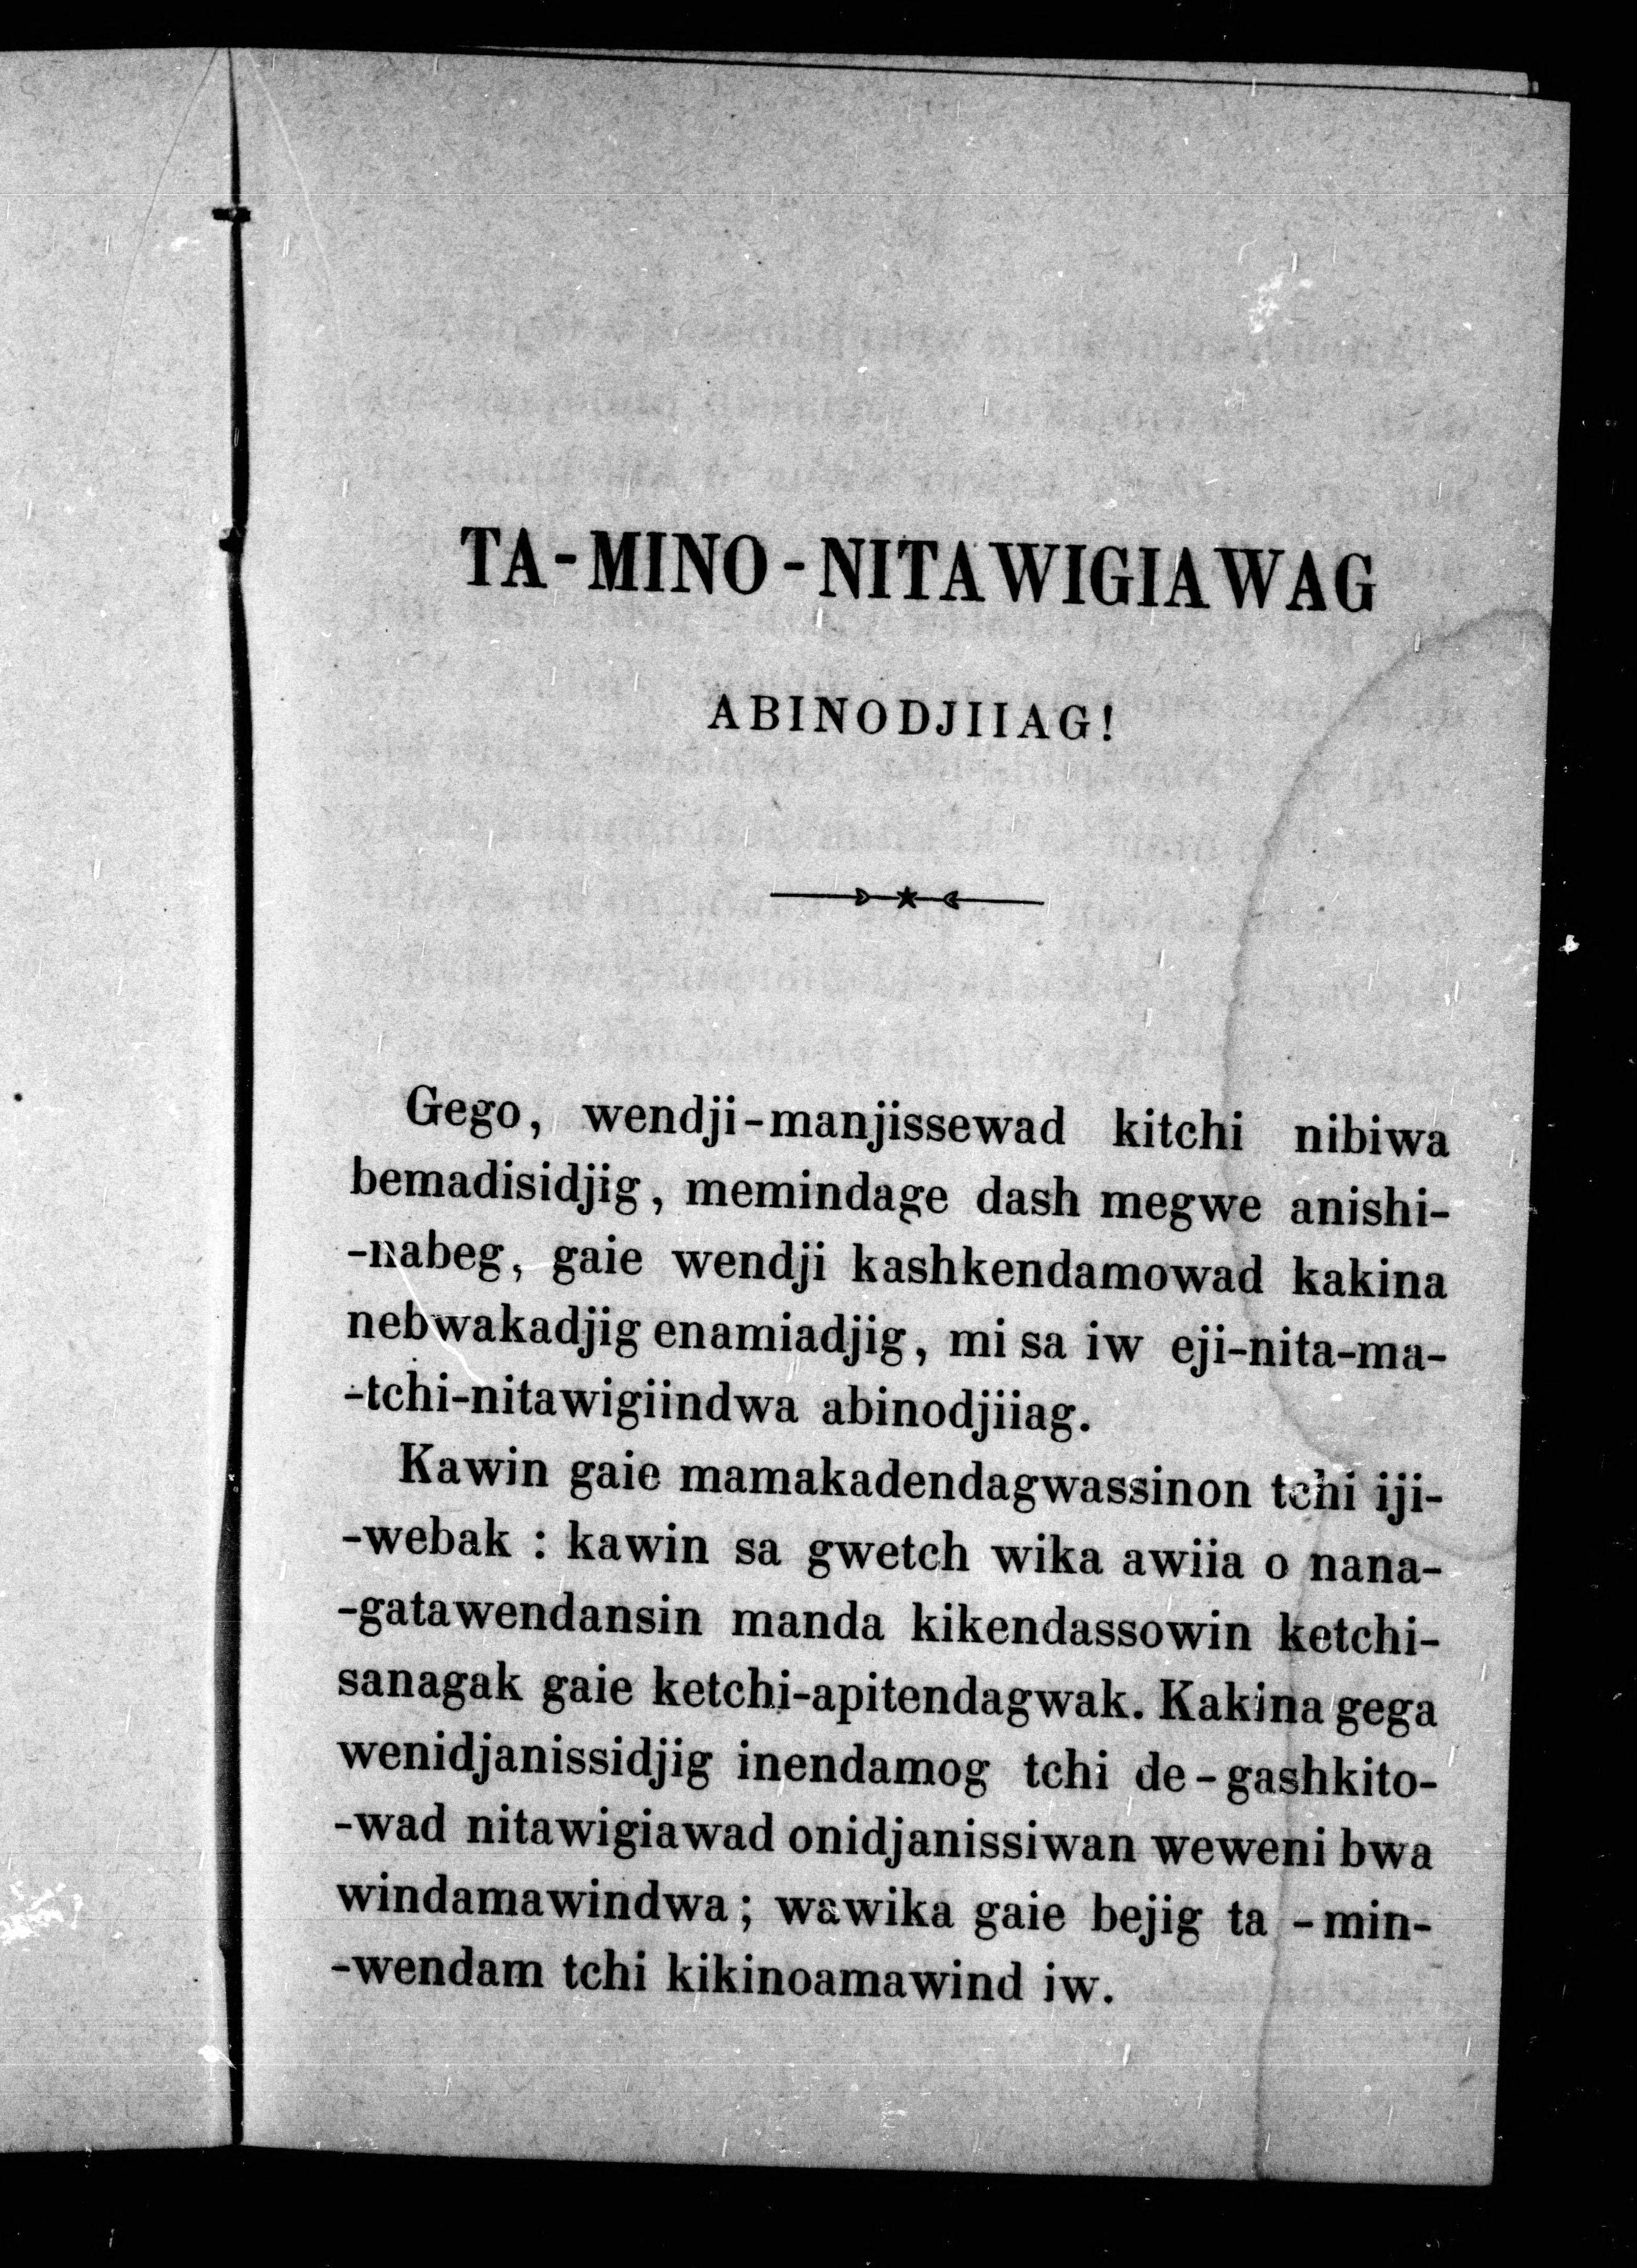 TA-MINO-NITAWIGIAWAG
ABINODJIIAG!
Gego, wendji-manjissewad kitchi nibiwa
bemadisidjig, memindage dash megwe anishi-
-nabeg, gaie wendji kashkendamowad kakina
nebwakadjig enamiadjig, mi sa iw eji-nita-ma-
-tchi-nitawigiindwa abinodjiiag.
Kawin gaie mamakadendagwassinon tchi iji-
-webak : kawin sa gwetch wika awiia o nana-
-gatawendansin manda kikendassowin ketchi-
sanagak gaie ketchi-apitendagwak. Kakina gega
wenidjanissidjig inendamog tchi de-gashkito-
-wad nitawigiawad onidjanissiwan weweni bwa
windamawindwa; wawika gaie bejig ta -min-
-wendam tchi kikinoamawind iw.